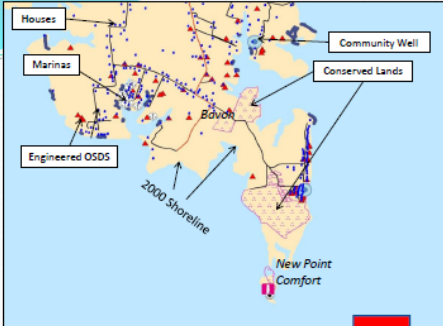 Houses
Community Well
Marinas
Conserved Lands
Bavon
Engineered OSDS
2000 Shoreline
New Point
Comfort